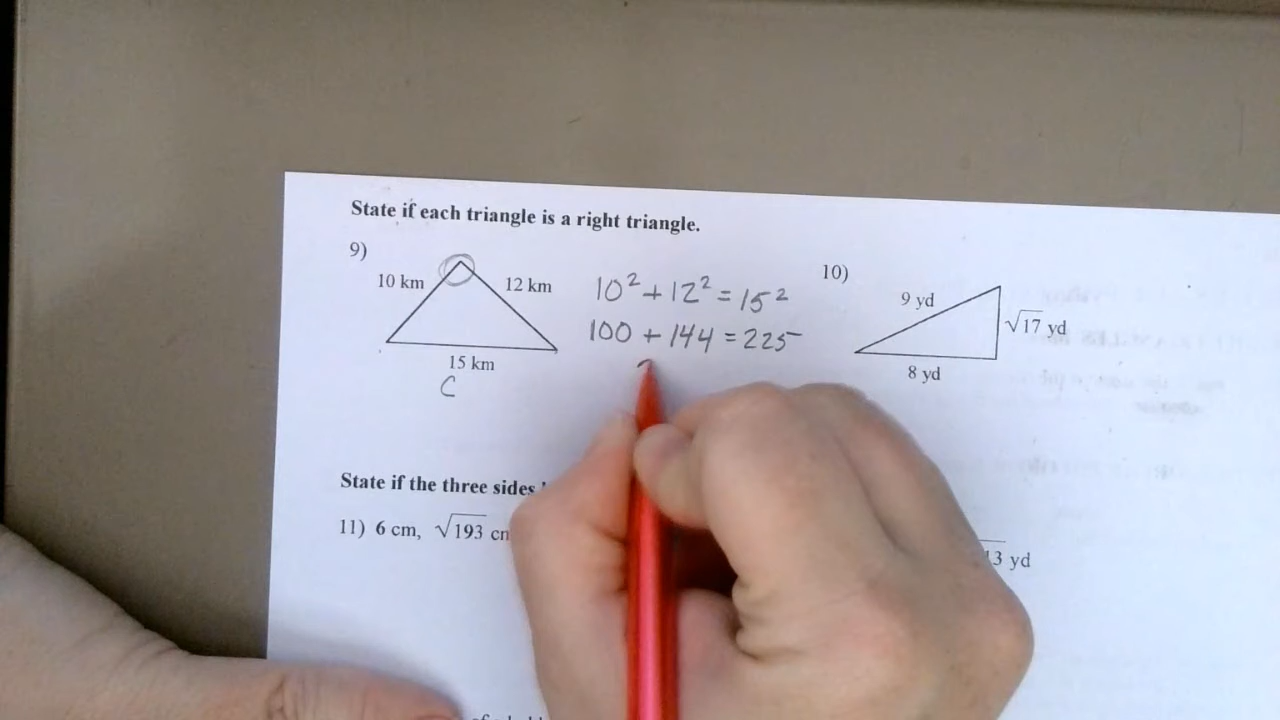 State if each triangle is a right triangle.
9)
10 km
12 km
15 km
C
10² + 12² = 15²
100 + 144 = 225
10)
9 yd
√17 yd
8 yd
State if the three sides
11) 6 cm, √193
13 yd